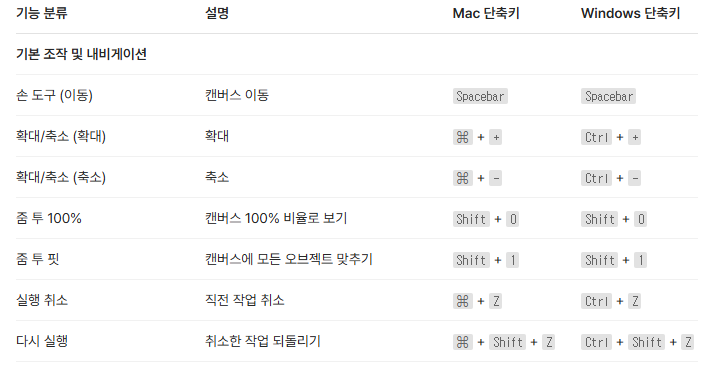 기능 분류 설명 Mac 단축키 Windows 단축키
기본 조작 및 내비게이션
손 도구 (이동) 캔버스 이동 Spacebar Spacebar
확대/축소 (확대) 확대 ⌘ + + Ctrl + +
확대/축소 (축소) 축소 ⌘ + - Ctrl + -
줌 투 100% 캔버스 100% 비율로 보기 Shift + 0 Shift + 0
줌 투 핏 캔버스에 모든 오브젝트 맞추기 Shift + 1 Shift + 1
실행 취소 직전 작업 취소 ⌘ + Z Ctrl + Z
다시 실행 취소한 작업 되돌리기 ⌘ + Shift + Z Ctrl + Shift + Z